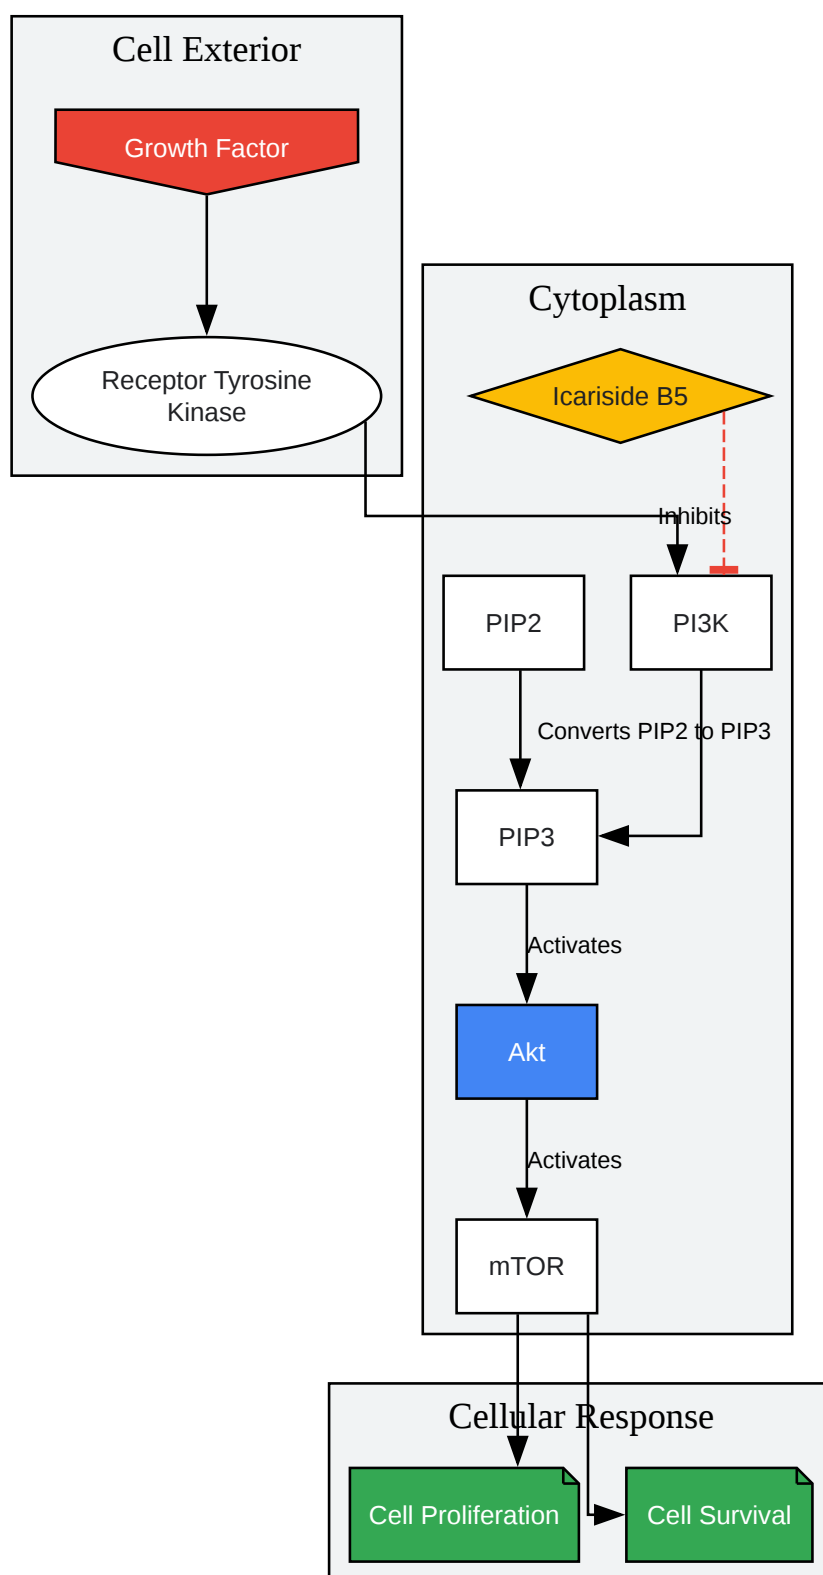 Cell Exterior
Growth Factor
Receptor Tyrosine
Kinase
Cytoplasm
Icariside B5
Inhibits
PIP2
PI3K
Converts PIP2 to PIP3
PIP3
Activates
Akt
Activates
mTOR
Cellular Response
Cell Proliferation
Cell Survival